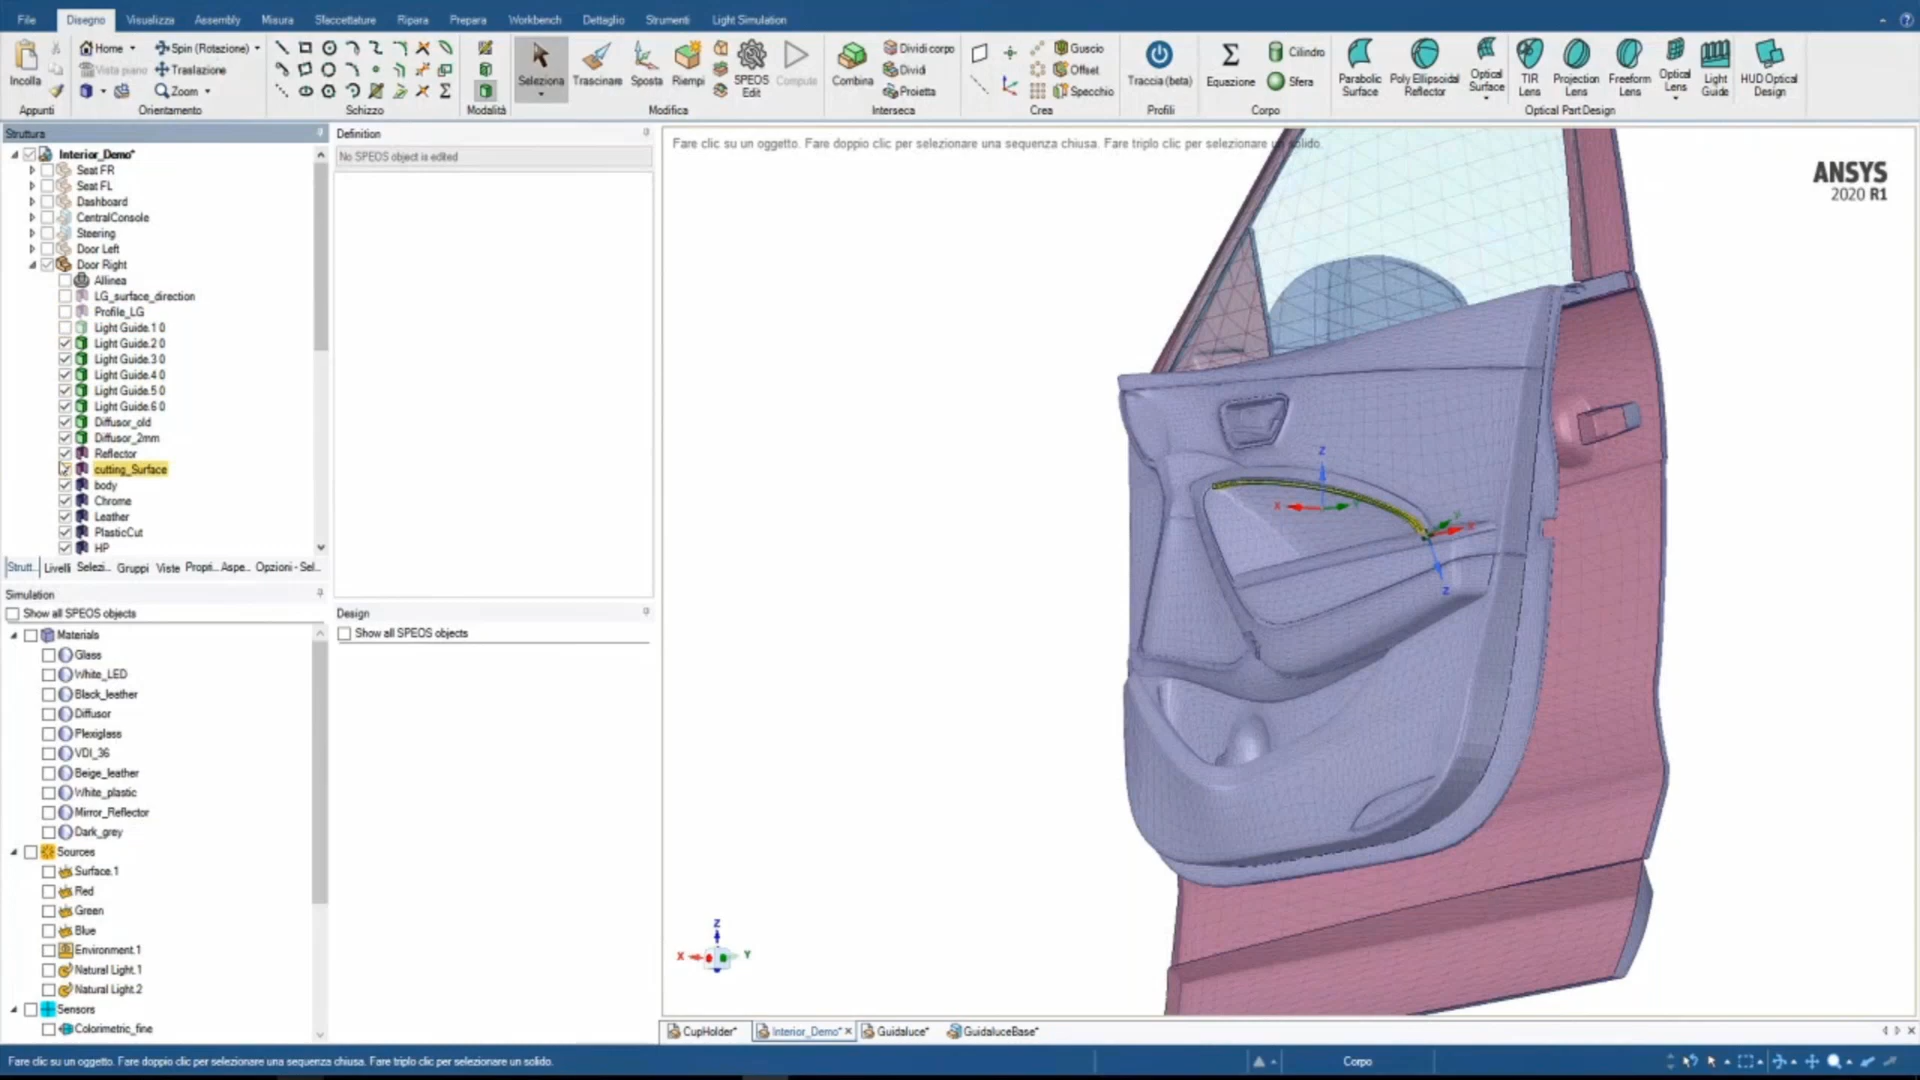 File Disegno Visualizza Assembly Misura Sfaccettature Ripara Prepara Workbench Dettaglio Strumenti Light Simulation
Incolla
Home Spin (Rotazione)
Vista piano Traslazione
Zoom
Seleziona Trascinare Sposta Riempi SPEOS Edit Compute
Combina
Dividi corpo
Dividi
Proietta
Guscio
Offset
Specchio
Traccia (beta)
Equazione
Cilindro
Sfera
Parabolic Surface
Poly Ellipsoidal Reflector
Optical Surface
TIR Lens
Projection Lens
Freeform Lens
Optical Lens
Light Guide
HUD Optical Design
Appunti Orientamento Schizzo Modalità Modifica Interseca Crea Profili Corpo Optical Part Design
Struttura
Interior_Demo*
Seat FR
Seat FL
Dashboard
CentralConsole
Steering
Door Left
Door Right
Allinea
LG_surface_direction
Profile_LG
Light Guide.1 0
Light Guide.2 0
Light Guide.3 0
Light Guide.4 0
Light Guide.5 0
Light Guide.6 0
Diffusor_old
Diffusor_2mm
Reflector
cutting_Surface
body
Chrome
Leather
PlasticCut
HP
Strutt... Livelli Selezi... Gruppi Viste Propri... Aspe... Opzioni - Sel...
Simulation
Show all SPEOS objects
Materials
Glass
White_LED
Black_leather
Diffusor
Plexiglass
VDI_36
Beige_leather
White_plastic
Mirror_Reflector
Dark_grey
Sources
Surface.1
Red
Green
Blue
Environment.1
Natural Light.1
Natural Light.2
Sensors
Colorimetric_fine
Definition
No SPEOS object is edited
Design
Show all SPEOS objects
Fare clic su un oggetto. Fare doppio clic per selezionare una sequenza chiusa. Fare triplo clic per selezionare un solido.
ANSYS
2020 R1
Z
X
X
Z
Z
X Y
CupHolder* Interior_Demo* Guidaluce* GuidaluceBase*
Fare clic su un oggetto. Fare doppio clic per selezionare una sequenza chiusa. Fare triplo clic per selezionare un solido.
Corpo